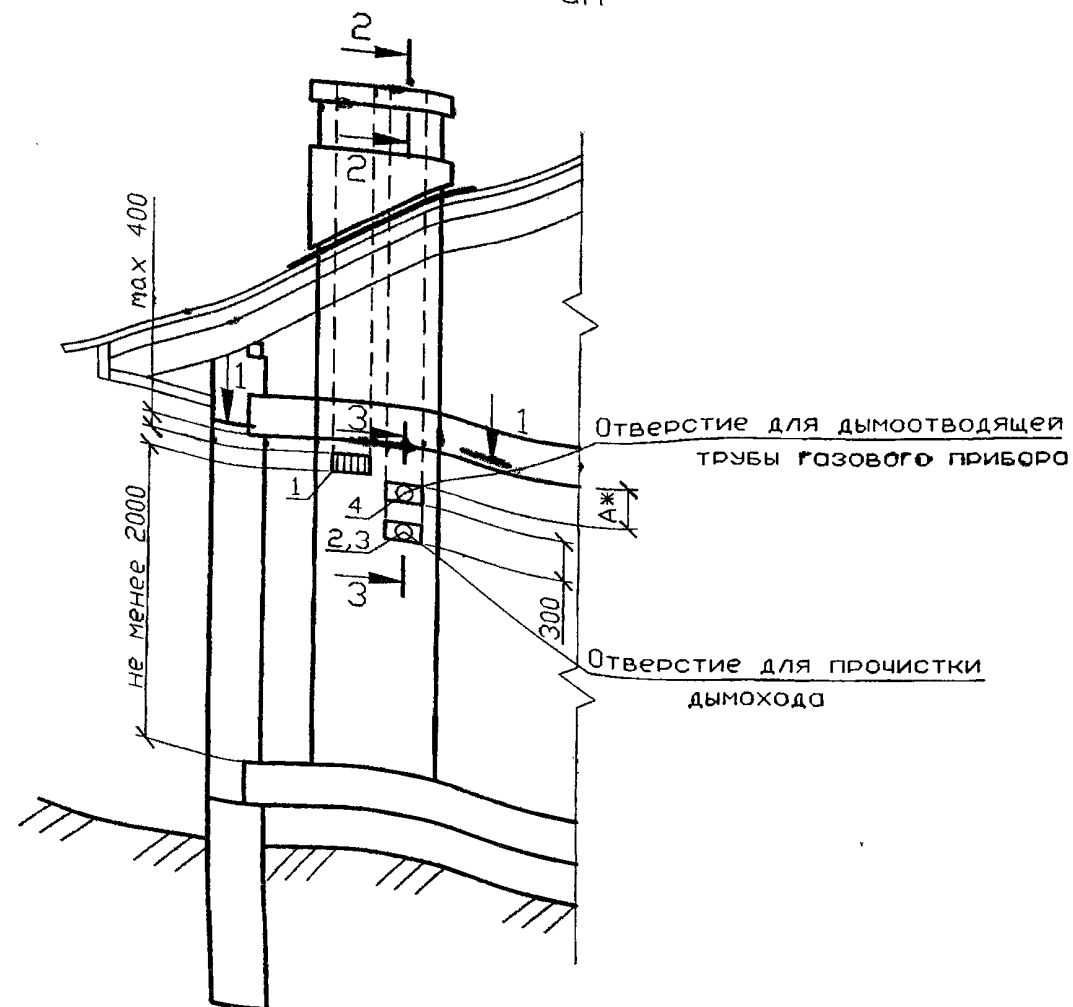 2
2
max 400
1
3
1
Отверстие для дымоотводящей
трубы газового прибора
1
4
А*
2,3
не менее 2000
3
300
Отверстие для прочистки
дымохода